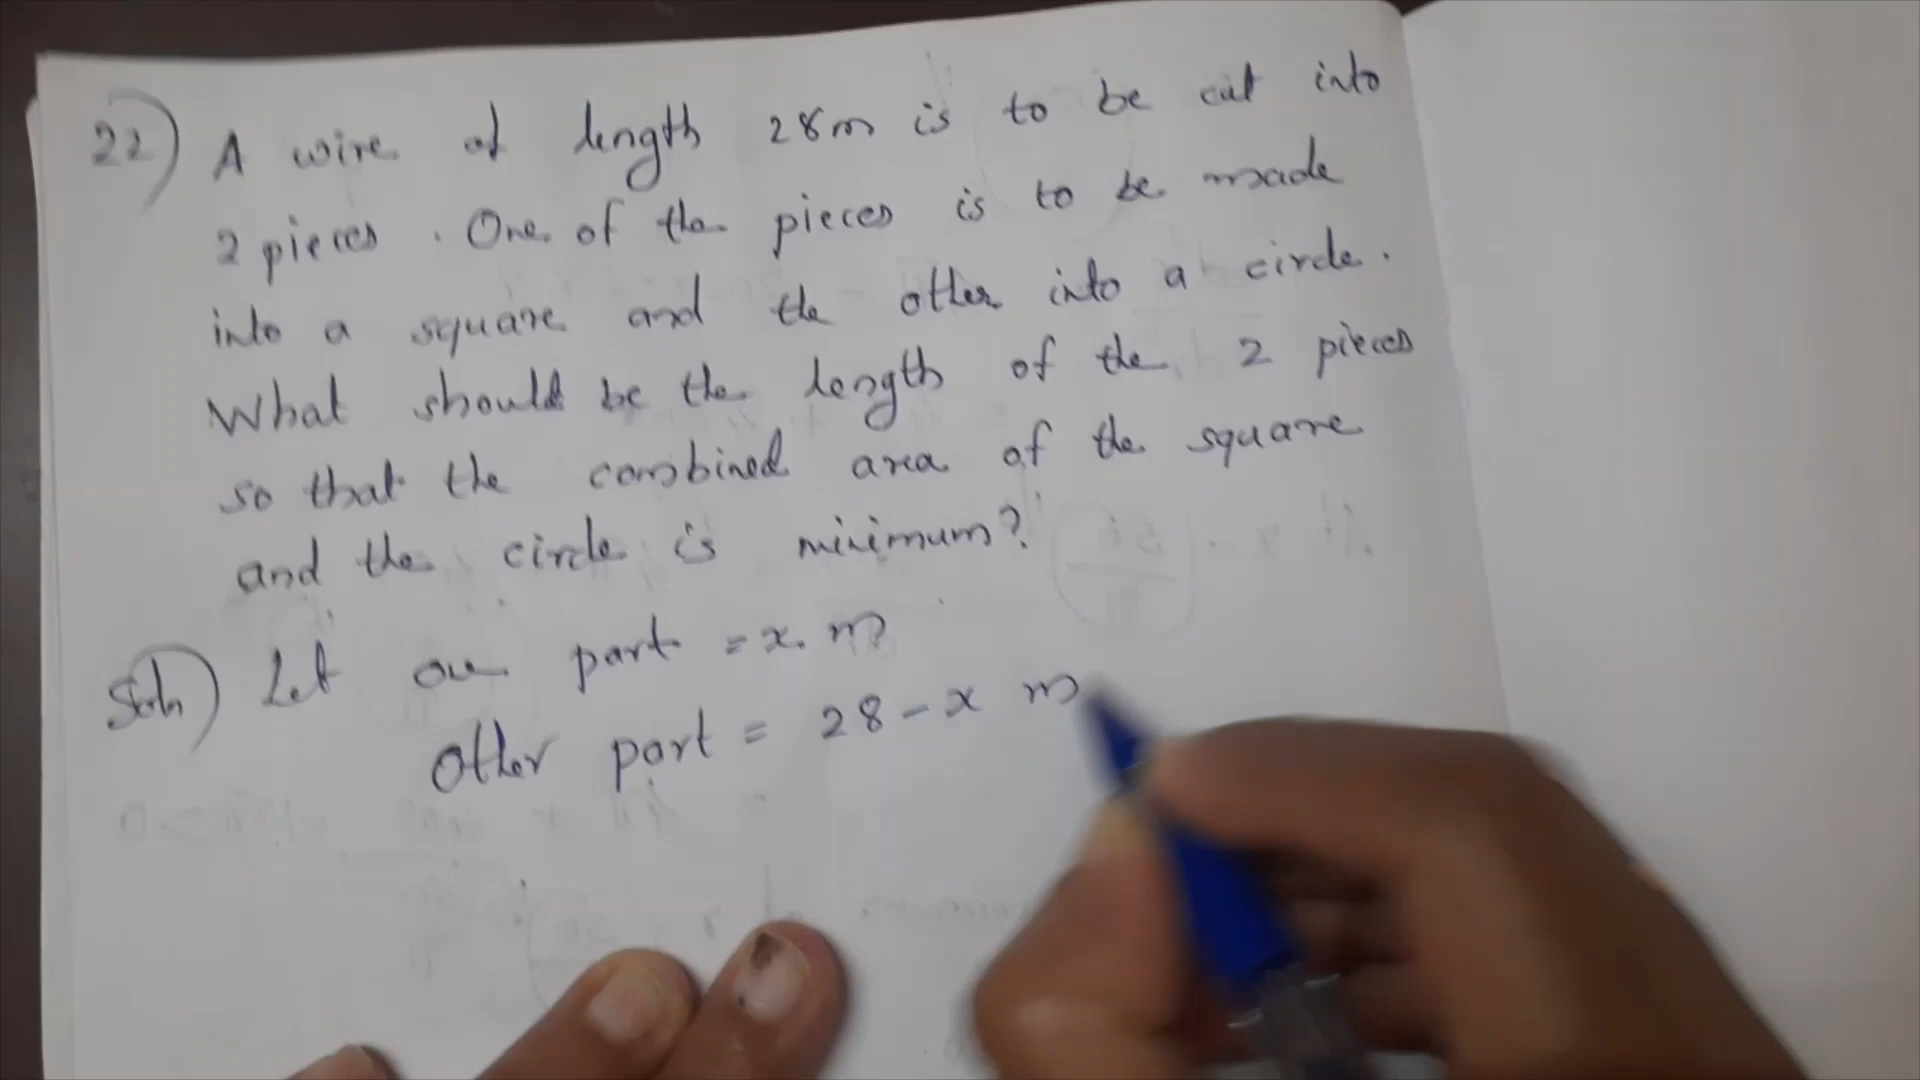 22) A wire of length 28m is to be cut into
2 pieces. One of the pieces is to be made
into a square and the other into a circle.
What should be the length of the 2 pieces
so that the combined area of the square
and the circle is minimum?
Soln) Let one part = x m
Other part = 28 - x m